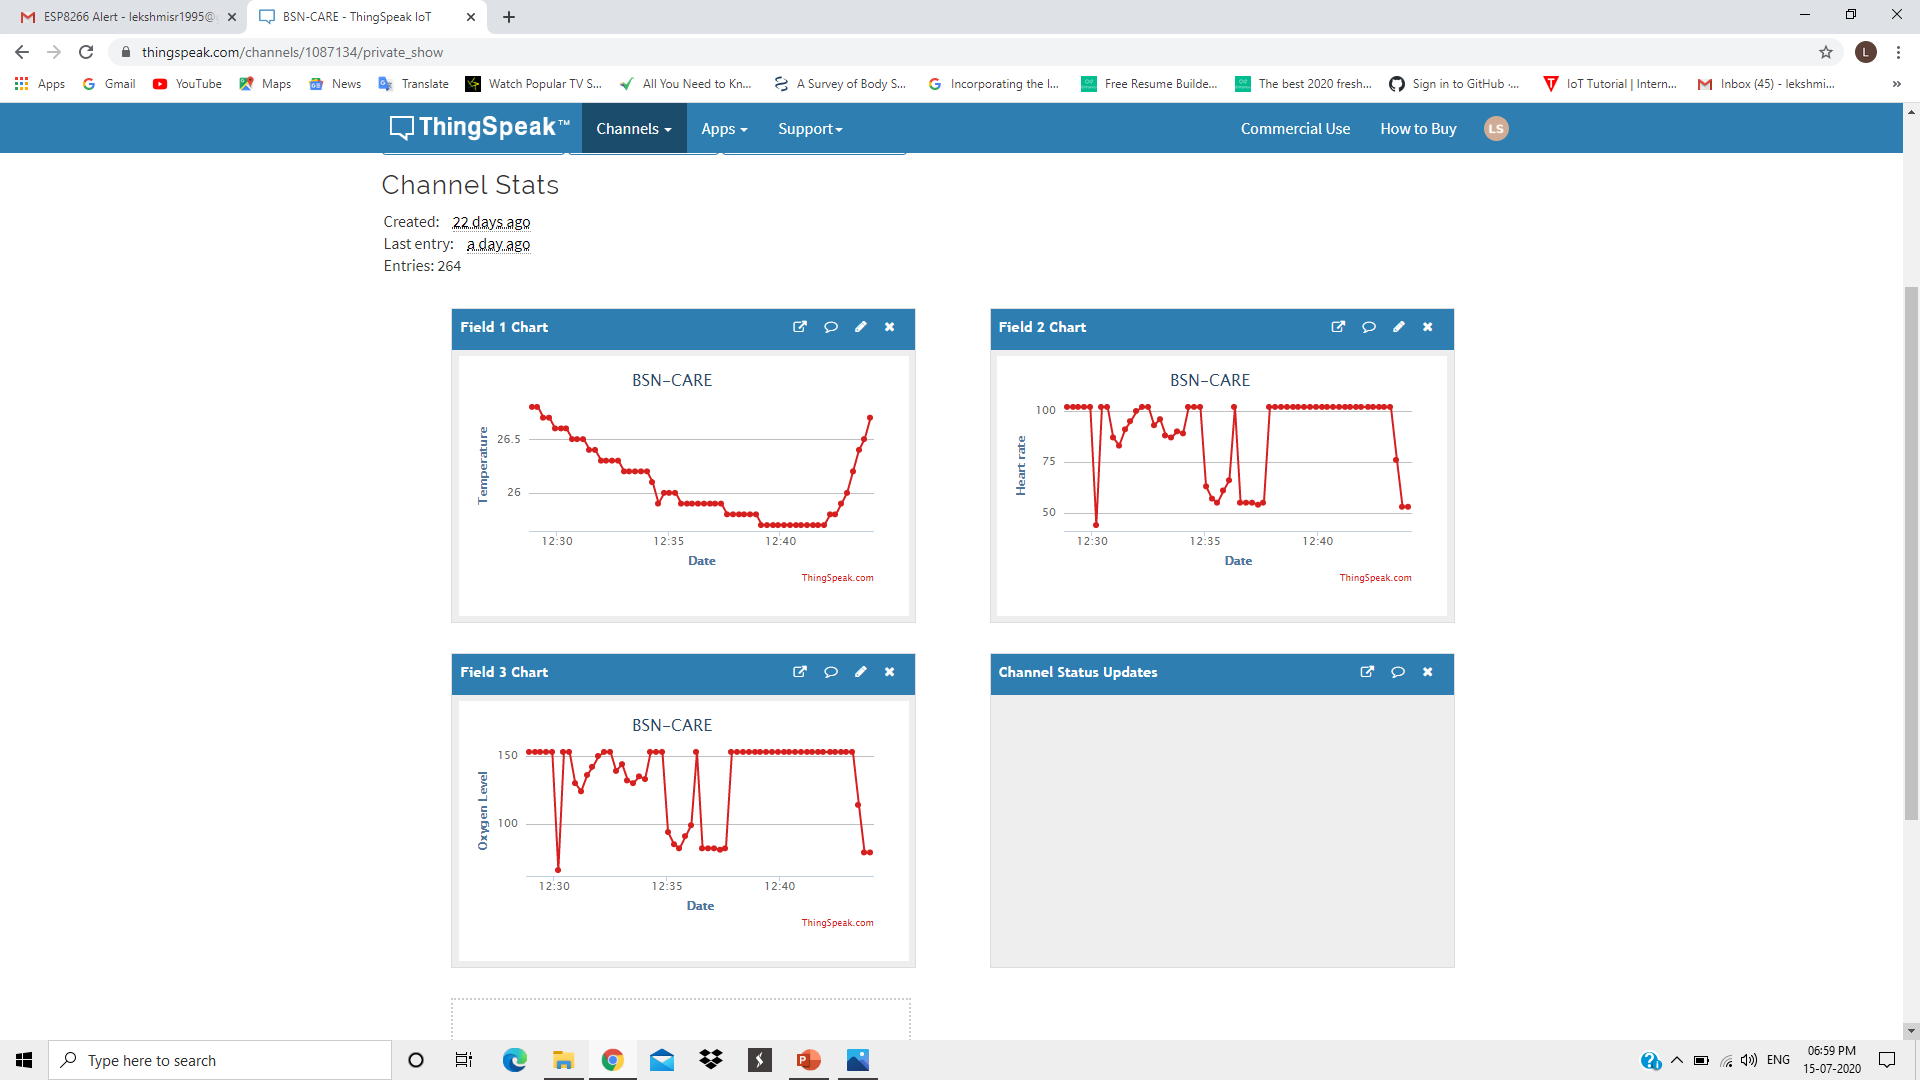 ESP8266 Alert - lekshmisr1995@
BSN-CARE - ThingSpeak IoT
thingspeak.com/channels/1087134/private_show
L
Apps Gmail YouTube Maps News Translate Watch Popular TV S... All You Need to Kn... A Survey of Body S... Incorporating the I... Free Resume Builde... The best 2020 fresh... Sign in to GitHub ·... IoT Tutorial | Intern... Inbox (45) - lekshmi... »
ThingSpeak™ Channels Apps Support Commercial Use How to Buy LS
Channel Stats
Created: 22 days ago
Last entry: a day ago
Entries: 264
Field 1 Chart
BSN-CARE
Temperature
26.5
26
12:30 12:35 12:40
Date
ThingSpeak.com
Field 2 Chart
BSN-CARE
Heart rate
100
75
50
12:30 12:35 12:40
Date
ThingSpeak.com
Field 3 Chart
BSN-CARE
Oxygen Level
150
100
12:30 12:35 12:40
Date
ThingSpeak.com
Channel Status Updates
Type here to search
ENG
06:59 PM
15-07-2020